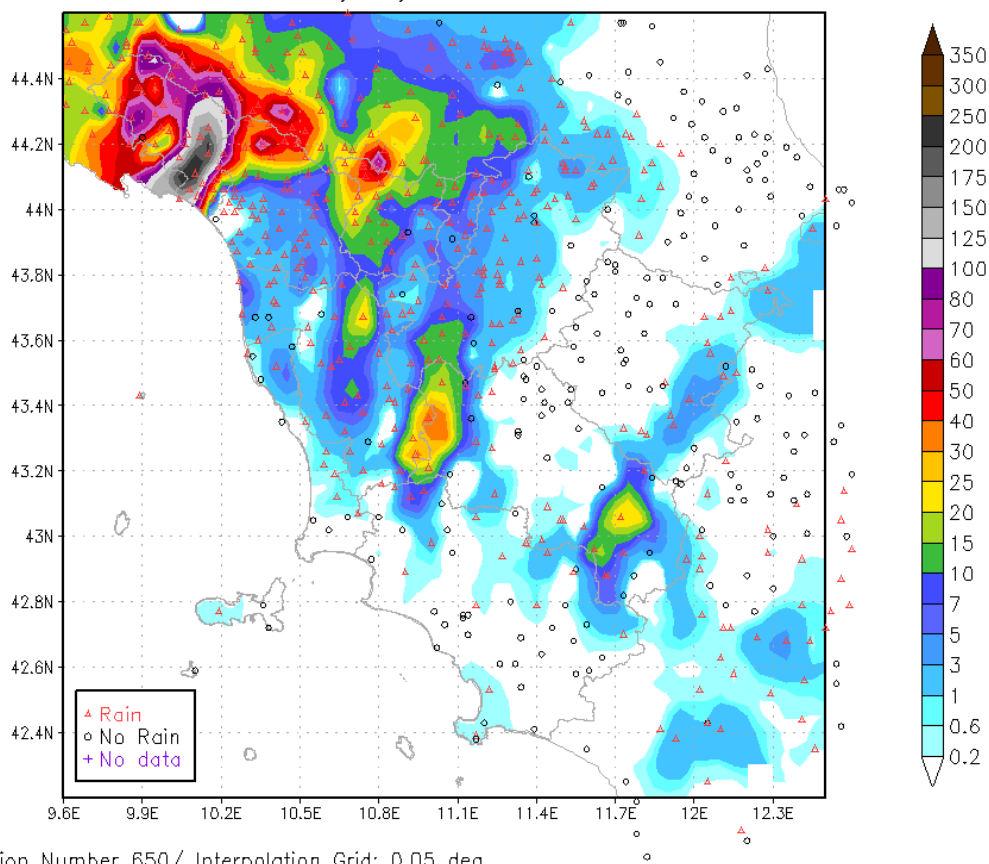 44.4N
44.2N
44N
43.8N
43.6N
43.4N
43.2N
43N
42.8N
42.6N
42.4N
9.6E 9.9E 10.2E 10.5E 10.8E 11.1E 11.4E 11.7E 12E 12.3E
Rain
No Rain
No data
350
300
250
200
175
150
125
100
80
70
60
50
40
30
25
20
15
10
7
5
3
1
0.6
0.2
ion Number 650/ Interpolation Grid: 0.05 deg